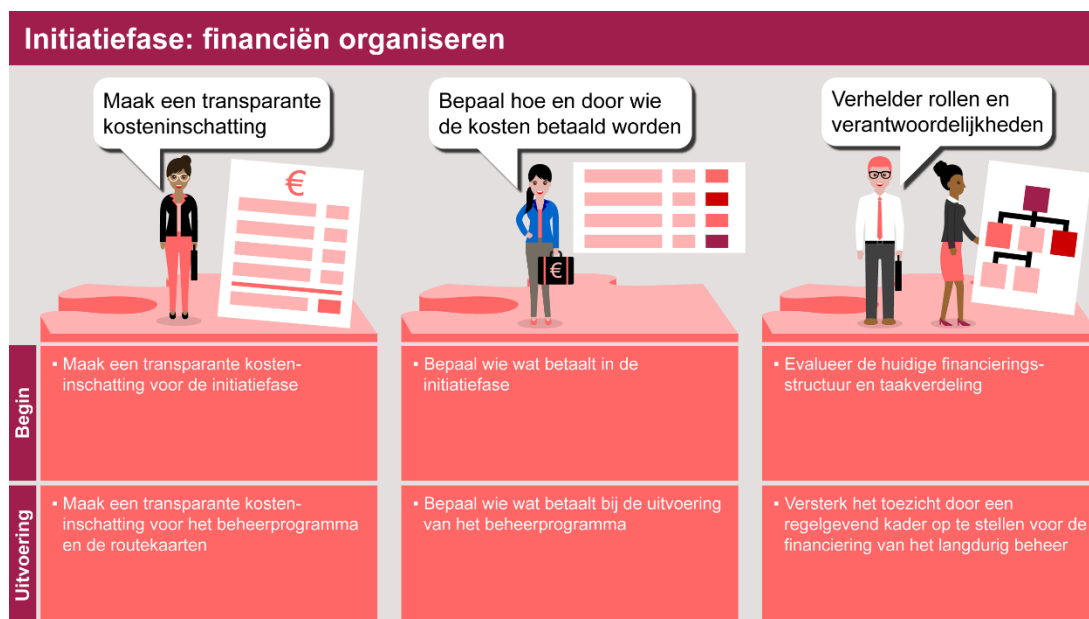 Initiatiefase: financiën organiseren
Maak een transparante
kosteninschatting
Bepaal hoe en door wie
de kosten betaald worden
Verhelder rollen en
verantwoordelijkheden
€
€
Begin
▪ Maak een transparante kosten-
inschatting voor de initiatiefase
▪ Bepaal wie wat betaalt in de
initiatiefase
▪ Evalueer de huidige financierings-
structuur en taakverdeling
Uitvoering
▪ Maak een transparante kosten-
inschatting voor het beheerprogramma
en de routekaarten
▪ Bepaal wie wat betaalt bij de uitvoering
van het beheerprogramma
▪ Versterk het toezicht door een
regelgevend kader op te stellen voor de
financiering van het langdurig beheer